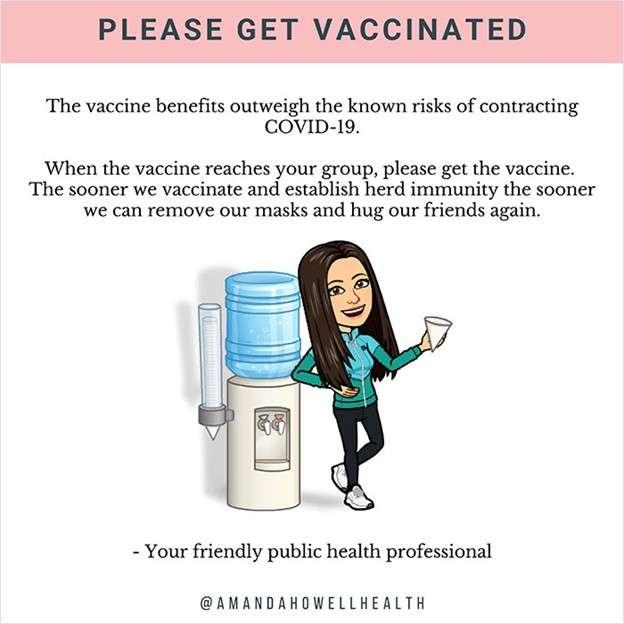 PLEASE GET VACCINATED
The vaccine benefits outweigh the known risks of contracting
COVID-19.
When the vaccine reaches your group, please get the vaccine.
The sooner we vaccinate and establish herd immunity the sooner
we can remove our masks and hug our friends again.
- Your friendly public health professional
@AMANDAHOWELLHEALTH